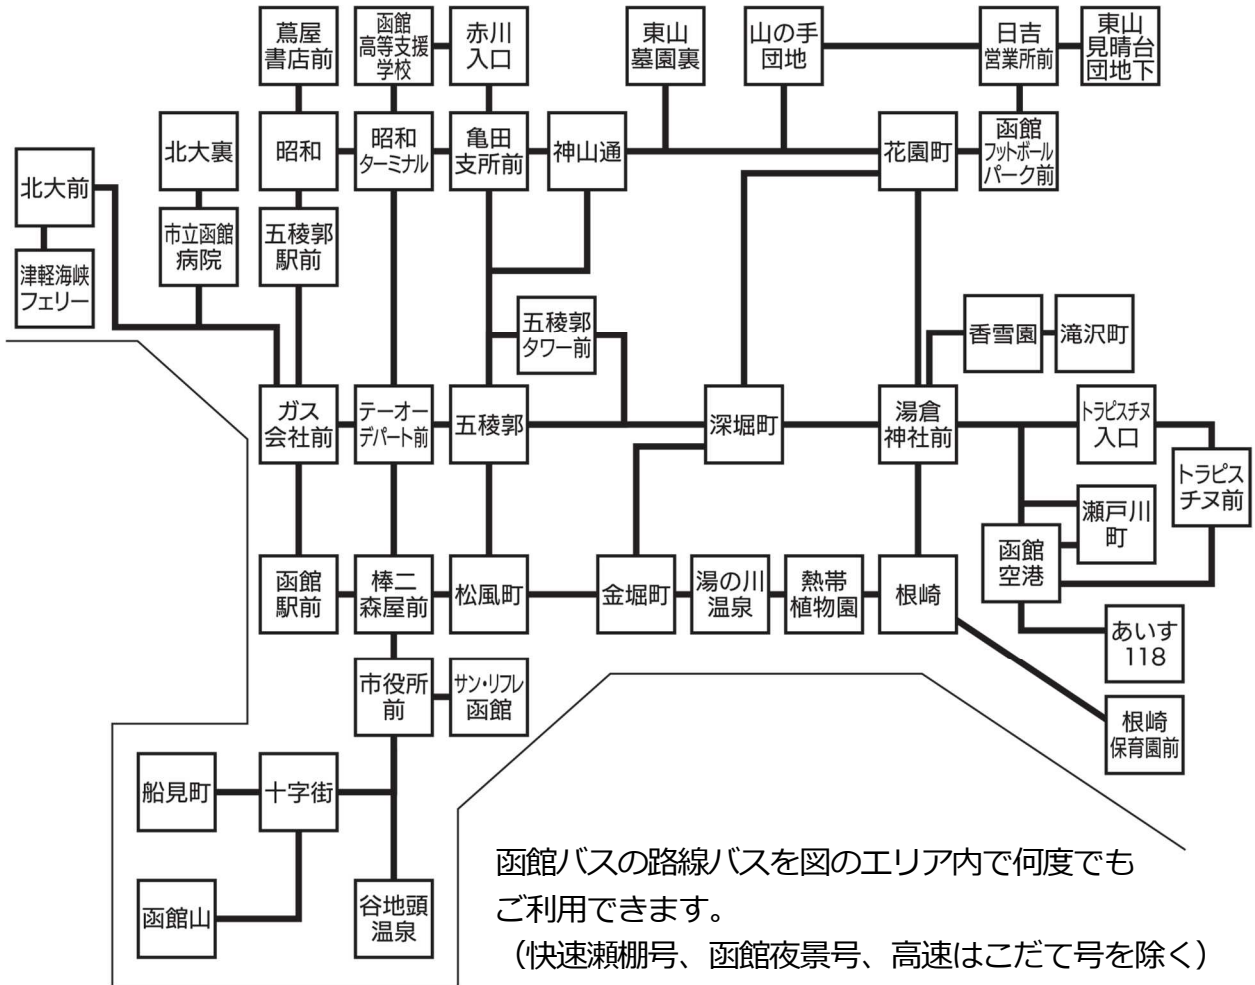 蔦屋
書店前
函館
高等支援
学校
赤川
入口
東山
墓園裏
山の手
団地
日吉
営業所前
東山
見晴台
団地下
北大前
北大裏
昭和
昭和
ターミナル
亀田
支所前
神山通
花園町
函館
フットボール
パーク前
津軽海峡
フェリー
市立函館
病院
五稜郭
駅前
五稜郭
タワー前
香雪園
滝沢町
ガス
会社前
テーオー
デパート前
五稜郭
深堀町
湯倉
神社前
トラピスチヌ
入口
トラピス
チヌ前
瀬戸川
町
函館
空港
函館
駅前
棒二
森屋前
松風町
金堀町
湯の川
温泉
熱帯
植物園
根崎
あいす
118
市役所
前
サン・リフレ
函館
根崎
保育園前
船見町
十字街
函館山
谷地頭
温泉
函館バスの路線バスを図のエリア内で何度でも
ご利用できます。
（快速瀬棚号、函館夜景号、高速はこだて号を除く）